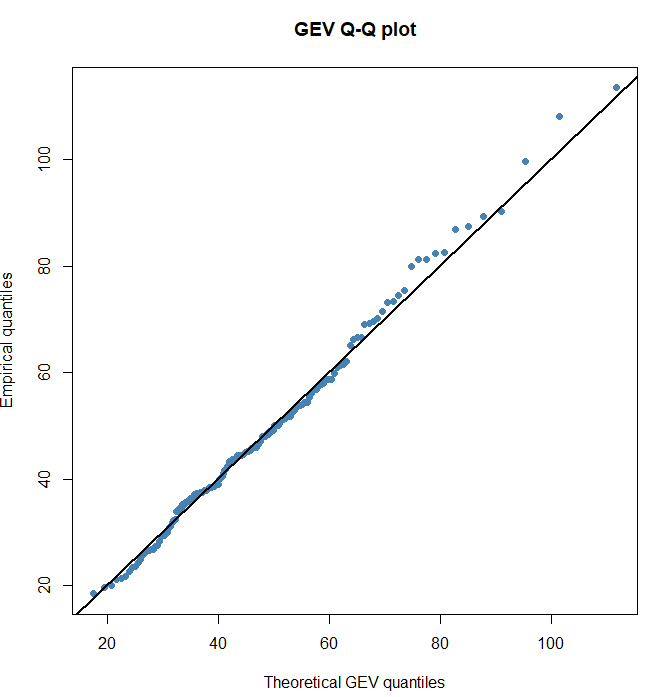 GEV Q-Q plot
Empirical quantiles
100
80
60
40
20
20 40 60 80 100
Theoretical GEV quantiles